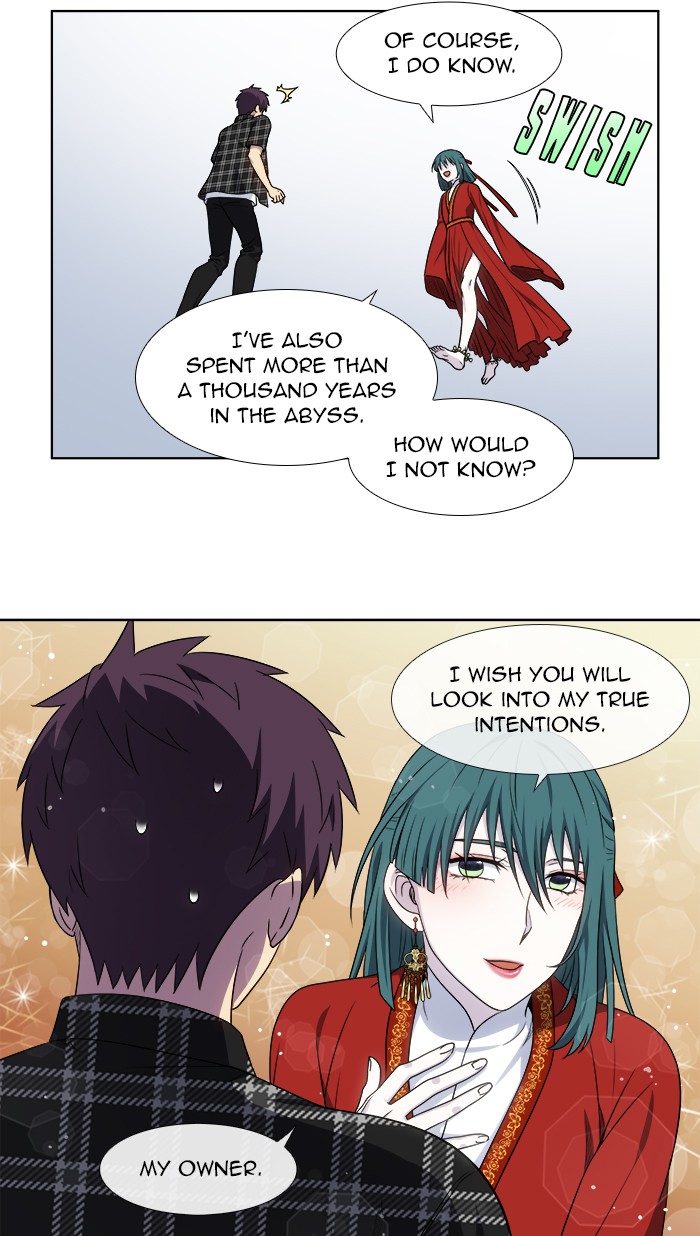 OF COURSE,
I DO KNOW.
SWISH
I'VE ALSO
SPENT MORE THAN
A THOUSAND YEARS
IN THE ABYSS.
HOW WOULD
I NOT KNOW?
I WISH YOU WILL
LOOK INTO MY TRUE
INTENTIONS.
MY OWNER.